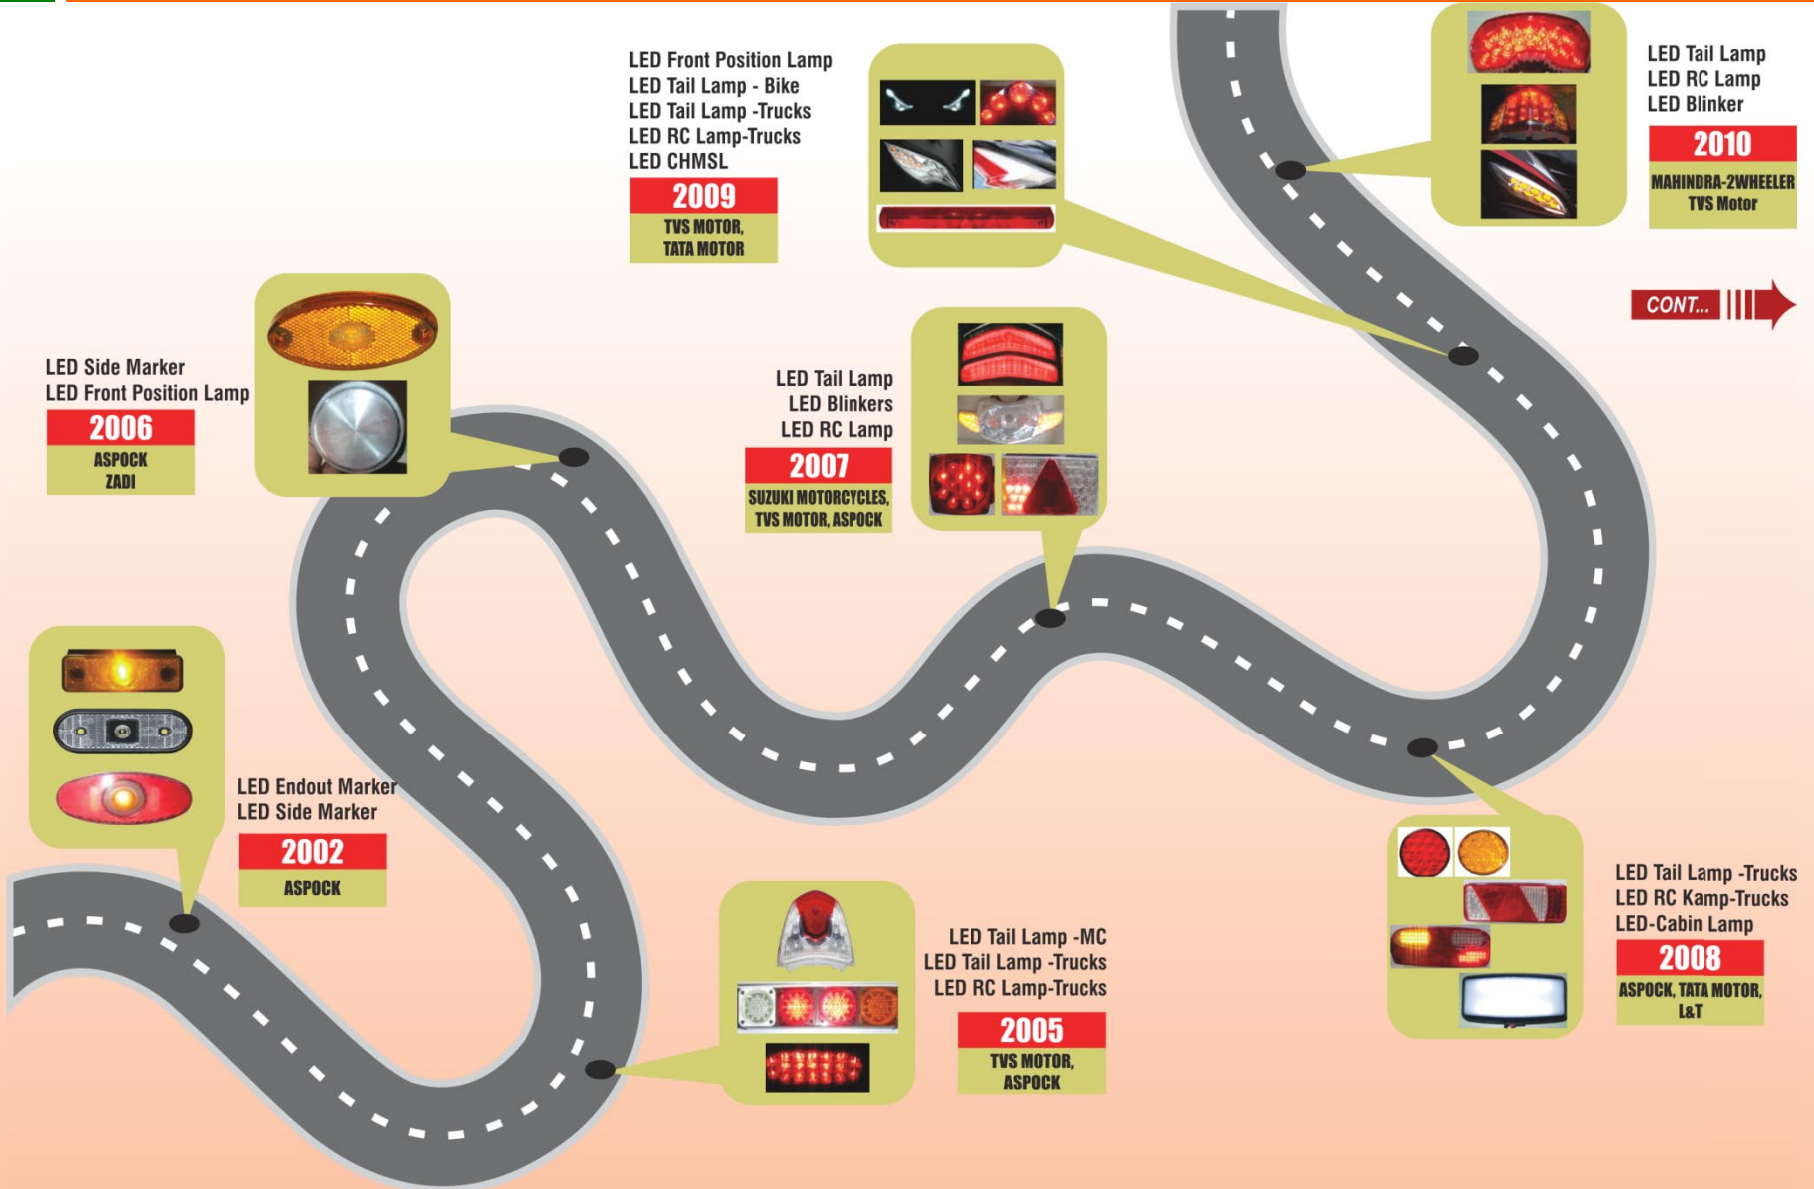 LED Front Position Lamp
LED Tail Lamp - Bike
LED Tail Lamp -Trucks
LED RC Lamp-Trucks
LED CHMSL
2009
TVS MOTOR,
TATA MOTOR
LED Tail Lamp
LED RC Lamp
LED Blinker
2010
MAHINDRA-2WHEELER
TVS Motor
CONT...
LED Side Marker
LED Front Position Lamp
2006
ASPOCK
ZADI
LED Tail Lamp
LED Blinkers
LED RC Lamp
2007
SUZUKI MOTORCYCLES,
TVS MOTOR, ASPOCK
LED Endout Marker
LED Side Marker
2002
ASPOCK
LED Tail Lamp -MC
LED Tail Lamp -Trucks
LED RC Lamp-Trucks
2005
TVS MOTOR,
ASPOCK
LED Tail Lamp -Trucks
LED RC Kamp-Trucks
LED-Cabin Lamp
2008
ASPOCK, TATA MOTOR,
L&T